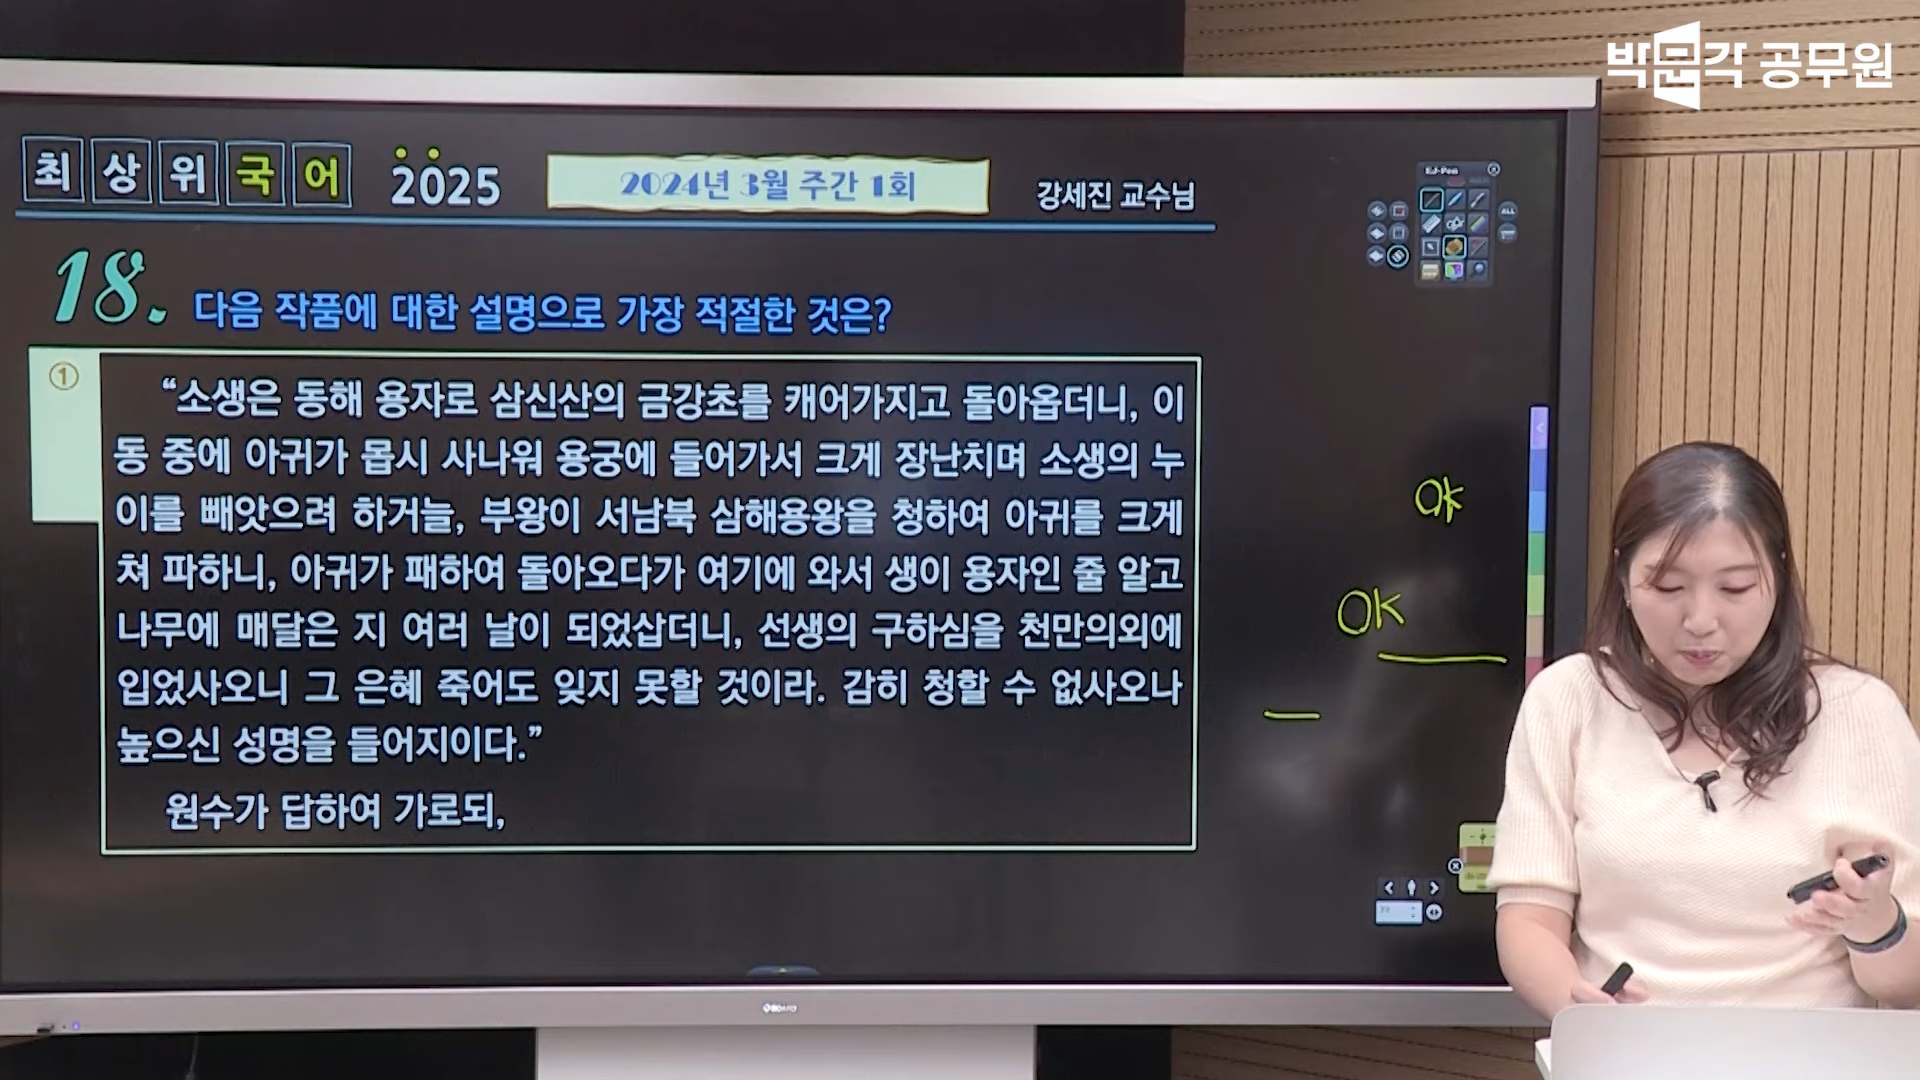 박문각 공무원
최상위국어 2025
2024년 3월 주간 1회
강세진 교수님
18. 다음 작품에 대한 설명으로 가장 적절한 것은?
①
“소생은 동해 용자로 삼신산의 금강초를 캐어가지고 돌아옵더니, 이
동 중에 아귀가 몹시 사나워 용궁에 들어가서 크게 장난치며 소생의 누
이를 빼앗으려 하거늘, 부왕이 서남북 삼해용왕을 청하여 아귀를 크게
쳐 파하니, 아귀가 패하여 돌아오다가 여기에 와서 생이 용자인 줄 알고
나무에 매달은 지 여러 날이 되었삽더니, 선생의 구하심을 천만의외에
입었사오니 그 은혜 죽어도 잊지 못할 것이라. 감히 청할 수 없사오나
높으신 성명을 들어지이다.”
원수가 답하여 가로되,
OK
ALL
39